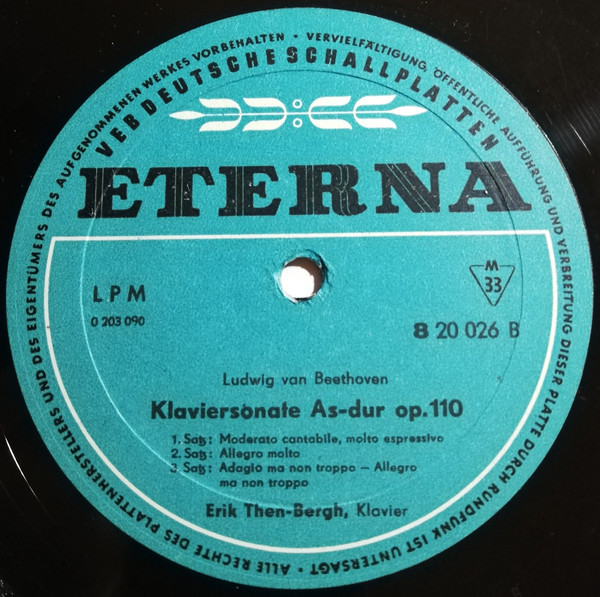 ALLE RECHTE DES PLATTENHERSTELLERS UND DES EIGENTÜMERS DES AUFGENOMMENEN WERKES VORBEHALTEN • VERVIELFÄLTIGUNG, ÖFFENTLICHE AUFFÜHRUNG UND VERBREITUNG DIESER PLATTE DURCH RUNDFUNK IST UNTERSAGT •
VEB DEUTSCHE SCHALLPLATTEN
ETERNA
LPM
0 203 090
M
33
8 20 026 B
Ludwig van Beethoven
Klaviersonate As-dur op.110
1. Satz: Moderato cantabile, molto espressivo
2. Satz: Allegro molto
3 Satz: Adagio ma non troppo – Allegro
ma non troppo
Erik Then-Bergh, Klavier